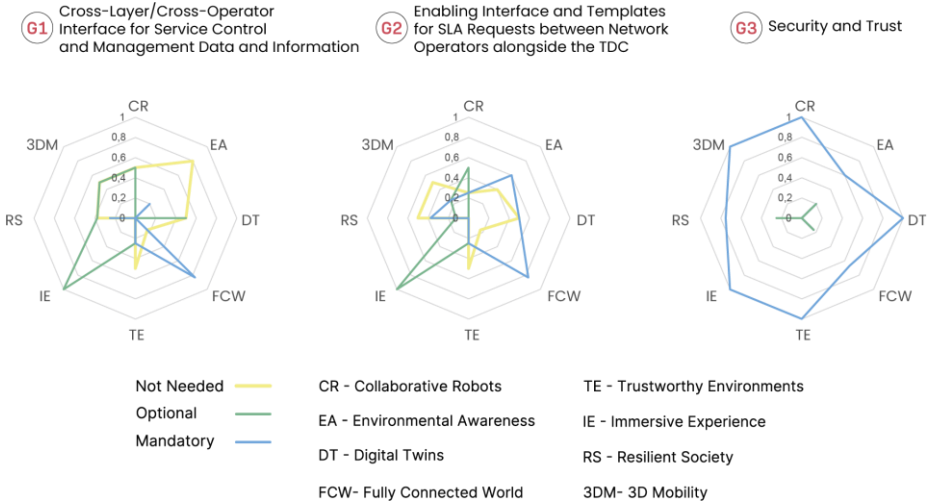 G1
Cross-Layer/Cross-Operator
Interface for Service Control
and Management Data and Information
G2
Enabling Interface and Templates
for SLA Requests between Network
Operators alongside the TDC
G3
Security and Trust
CR
1
0,8
0,6
0,4
0,2
0
EA
DT
FCW
TE
IE
RS
3DM
CR
1
0,8
0,6
0,4
0,2
0
EA
DT
FCW
TE
IE
RS
3DM
CR
1
0,8
0,6
0,4
0,2
0
EA
DT
FCW
TE
IE
RS
3DM
Not Needed
Optional
Mandatory
CR - Collaborative Robots
EA - Environmental Awareness
DT - Digital Twins
FCW- Fully Connected World
TE - Trustworthy Environments
IE - Immersive Experience
RS - Resilient Society
3DM- 3D Mobility